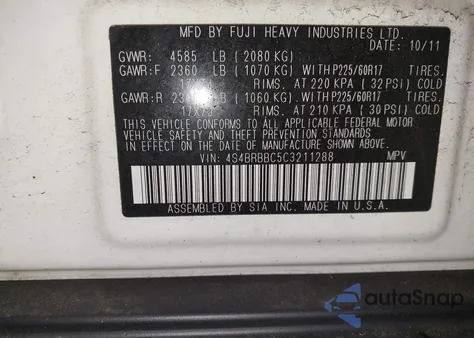 MFD BY FUJI HEAVY INDUSTRIES LTD.
DATE: 10/11
GVWR: 4585 LB ( 2080 KG)
GAWR:F 2360 LB ( 1070 KG) WITH P225/60R17 TIRES.
RIMS. AT 220 KPA ( 32 PSI) COLD
GAWR:R LB ( 1060 KG) WITH P225/60R17 TIRES.
17X7J RIMS. AT 210 KPA ( 30 PSI) COLD
THIS VEHICLE CONFORMS TO ALL APPLICABLE FEDERAL MOTOR
VEHICLE SAFETY AND THEFT PREVENTION STANDARDS
IN EFFECT ON THE DATE OF MANUFACTURE SHOWN ABOVE.
VIN: 4S4BRBBC5C3211288 MPV
ASSEMBLED BY SIA INC. MADE IN U.S.A.
autoSnap